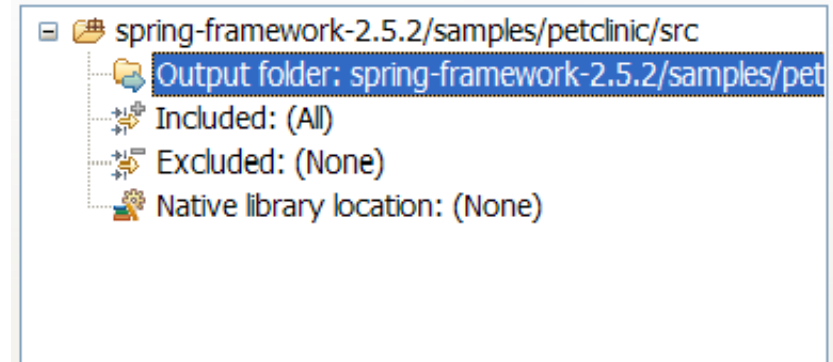 spring-framework-2.5.2/samples/petclinic/src
Output folder: spring-framework-2.5.2/samples/pet
Included: (All)
Excluded: (None)
Native library location: (None)